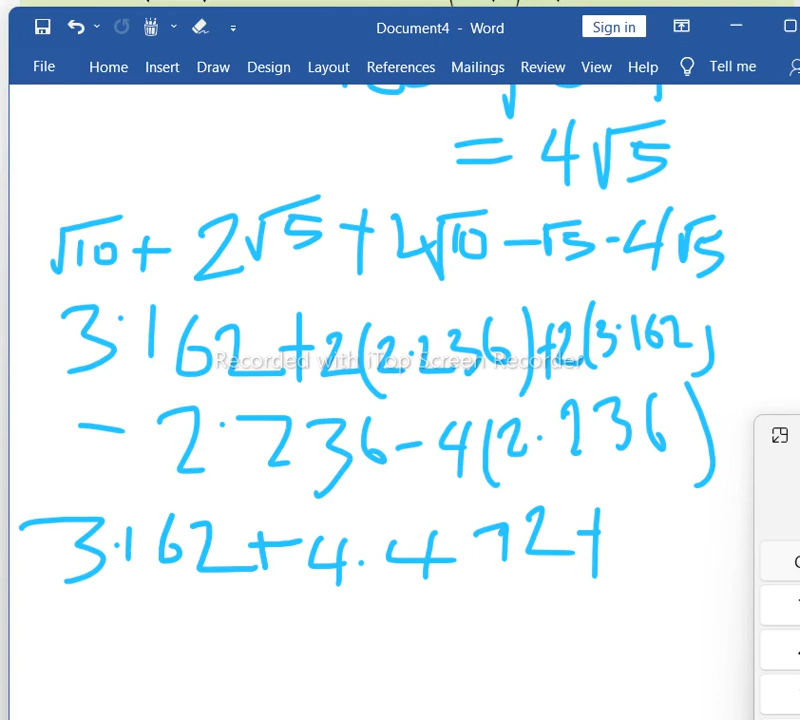 Document4 - Word
Sign in
File Home Insert Draw Design Layout References Mailings Review View Help Tell me
= 4√5
√10 + 2√5 + 2√10 - √5 - 4√5
3.162 + 2(2.236) + 2(3.162)
Recorded with iTop Screen Recorder
- 2.236 - 4(2.236)
3.162 + 4.472 +